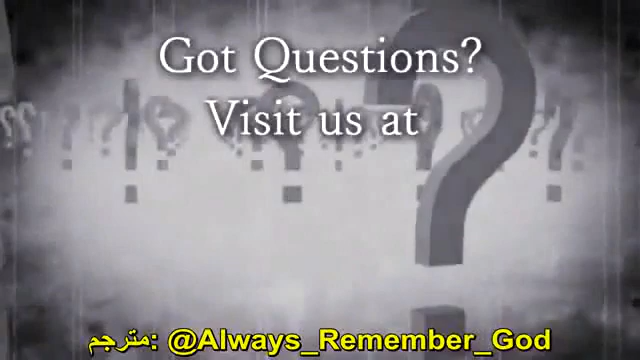 Got Questions?
Visit us at
مترجم: @Always_Remember_God